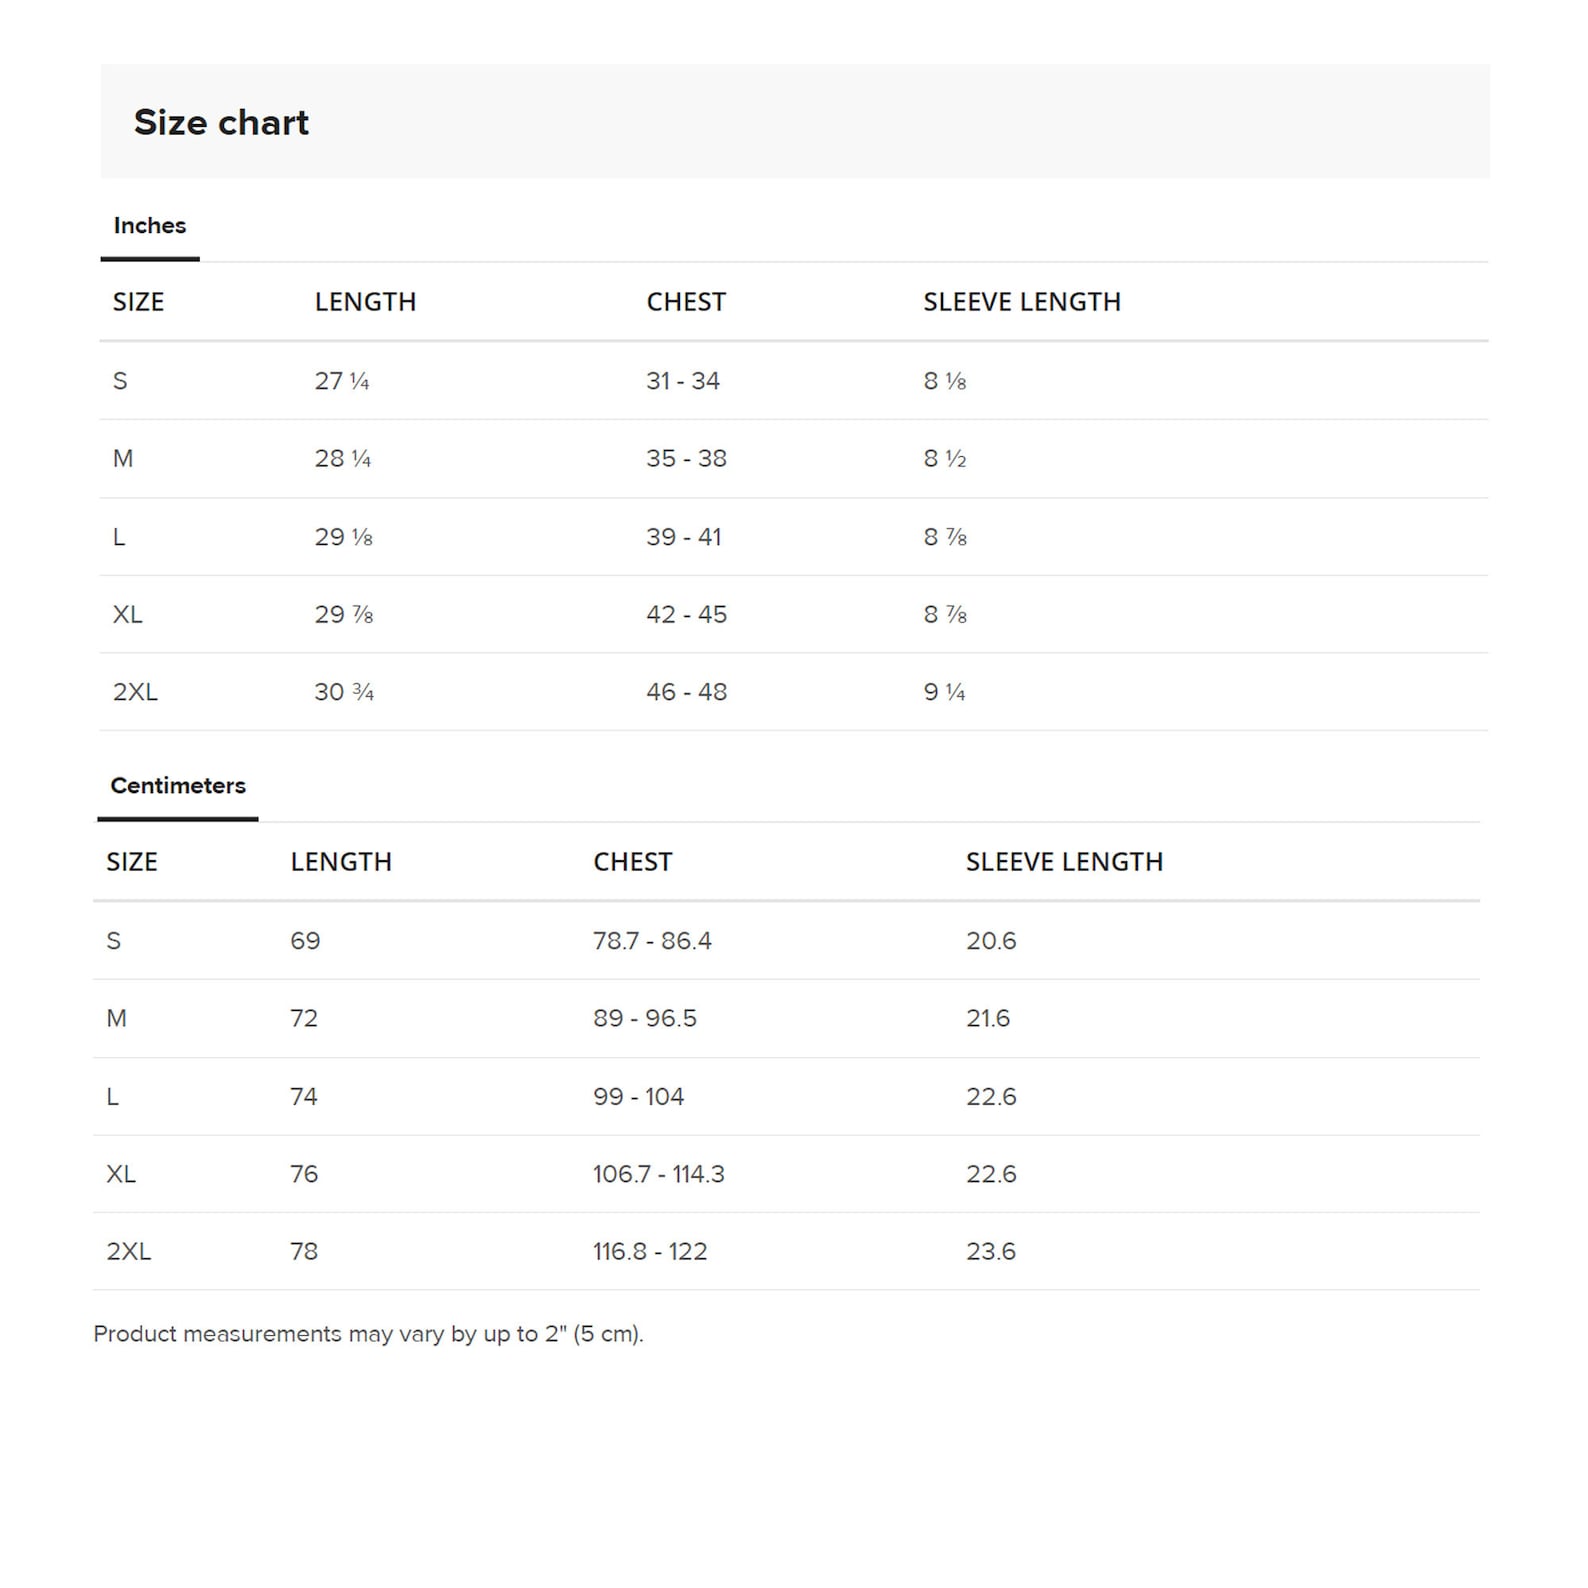 Size chart
Inches
SIZE LENGTH CHEST SLEEVE LENGTH
S 27 ¼ 31 - 34 8 ⅛
M 28 ¼ 35 - 38 8 ½
L 29 ⅛ 39 - 41 8 ⅞
XL 29 ⅞ 42 - 45 8 ⅞
2XL 30 ¾ 46 - 48 9 ¼
Centimeters
SIZE LENGTH CHEST SLEEVE LENGTH
S 69 78.7 - 86.4 20.6
M 72 89 - 96.5 21.6
L 74 99 - 104 22.6
XL 76 106.7 - 114.3 22.6
2XL 78 116.8 - 122 23.6
Product measurements may vary by up to 2" (5 cm).